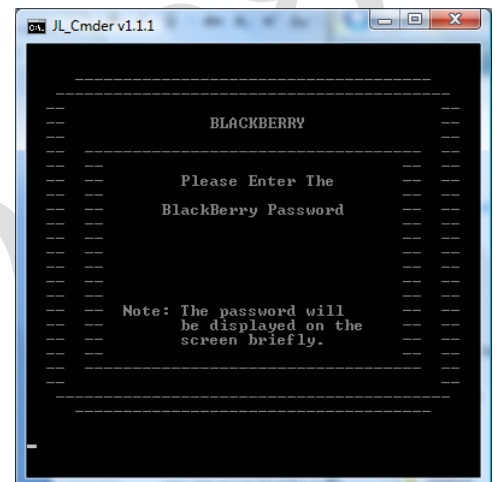 JL_Cmder v1.1.1
BLACKBERRY
Please Enter The
BlackBerry Password
Note: The password will
be displayed on the
screen briefly.